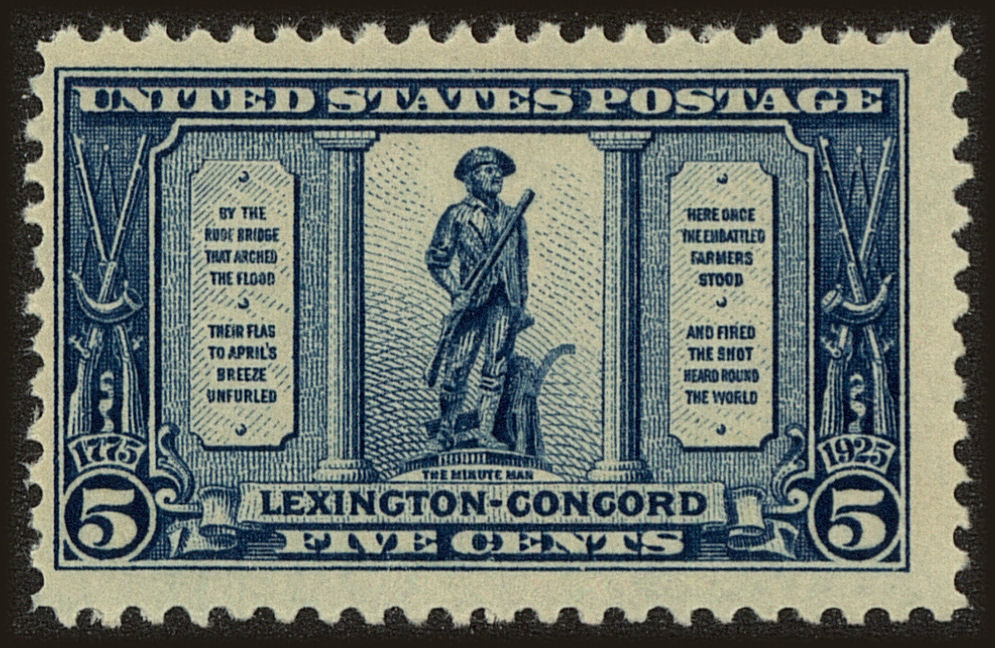 UNITED STATES POSTAGE
BY THE
RUDE BRIDGE
THAT ARCHED
THE FLOOD
THEIR FLAG
TO APRIL'S
BREEZE
UNFURLED
HERE ONCE
THE EMBATTLED
FARMERS
STOOD
AND FIRED
THE SHOT
HEARD ROUND
THE WORLD
1775
1925
THE MINUTE MAN
5
LEXINGTON-CONCORD
5
FIVE CENTS